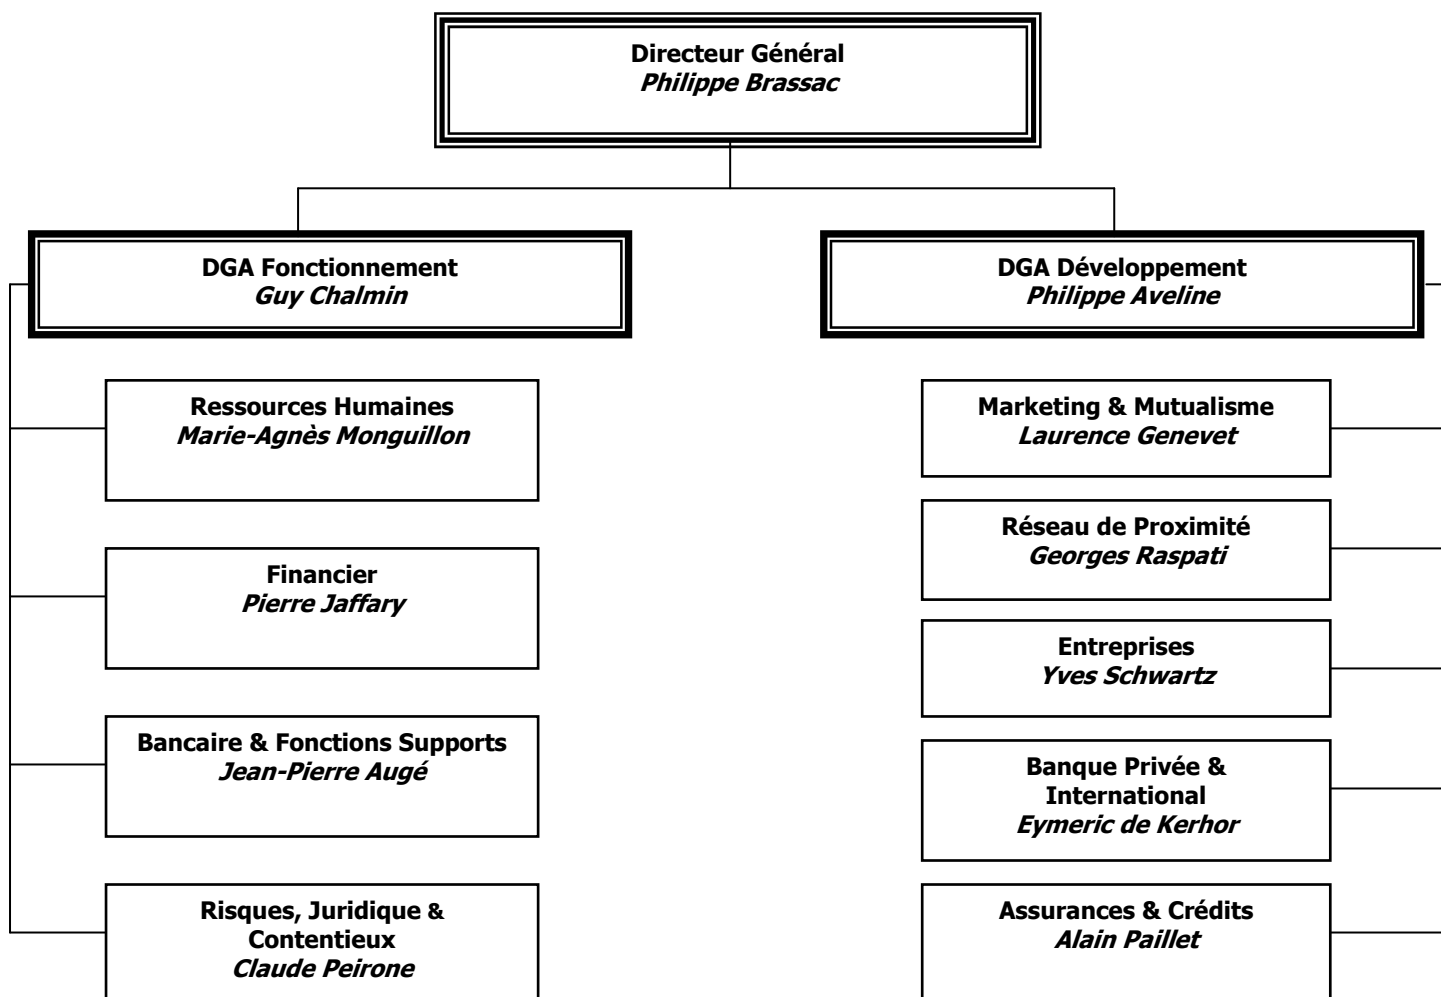 Directeur Général
Philippe Brassac
DGA Fonctionnement
Guy Chalmin
DGA Développement
Philippe Aveline
Ressources Humaines
Marie-Agnès Monguillon
Financier
Pierre Jaffary
Bancaire & Fonctions Supports
Jean-Pierre Augé
Risques, Juridique &
Contentieux
Claude Peirone
Marketing & Mutualisme
Laurence Genevet
Réseau de Proximité
Georges Raspati
Entreprises
Yves Schwartz
Banque Privée &
International
Eymeric de Kerhor
Assurances & Crédits
Alain Paillet